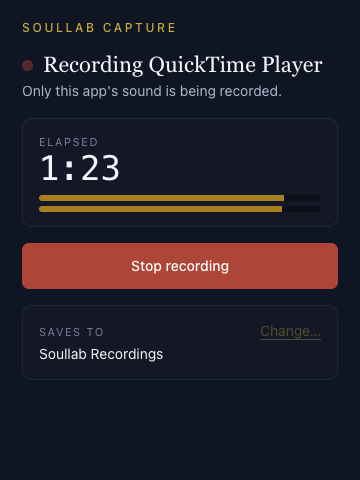 SOULLAB CAPTURE
Recording QuickTime Player
Only this app's sound is being recorded.
ELAPSED
1:23
Stop recording
SAVES TO
Change...
Soullab Recordings